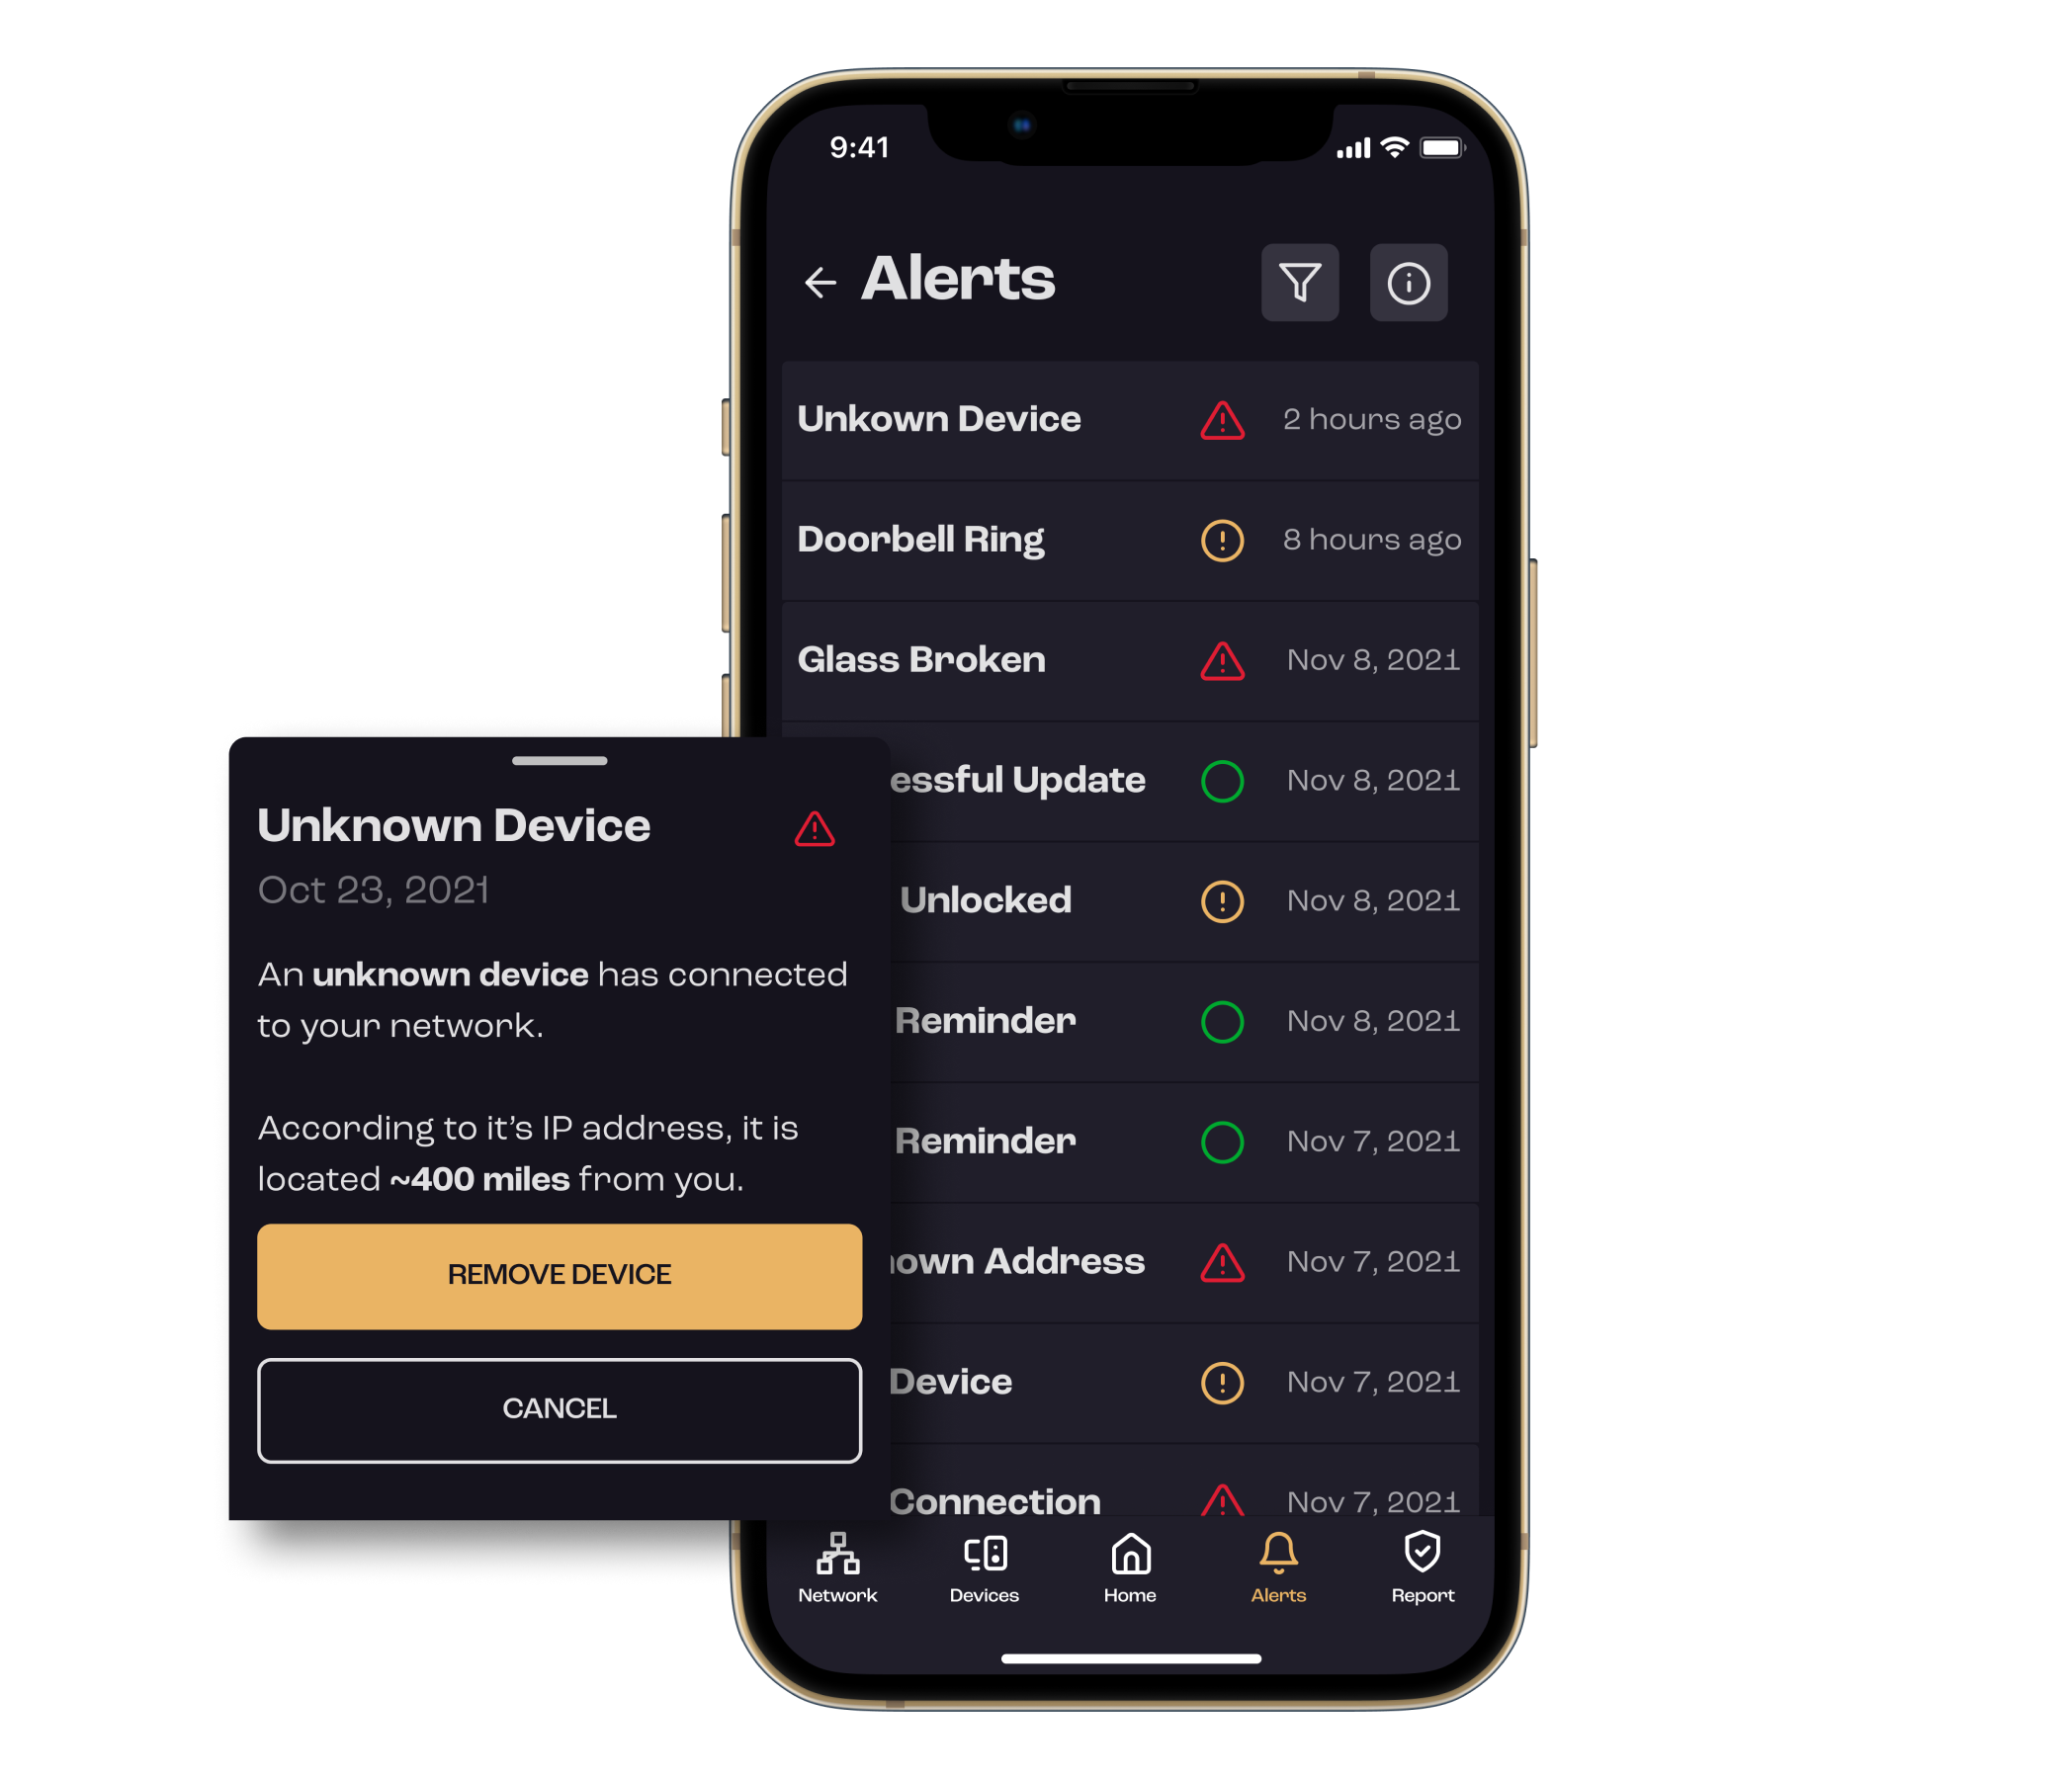 9:41
Alerts
Unkown Device 2 hours ago
Doorbell Ring 8 hours ago
Glass Broken Nov 8, 2021
Update Nov 8, 2021
Unlocked Nov 8, 2021
Reminder Nov 8, 2021
Reminder Nov 7, 2021
Address Nov 7, 2021
Device Nov 7, 2021
Connection Nov 7, 2021
Network Devices Home Alerts Report
Unknown Device
Oct 23, 2021
An unknown device has connected
to your network.
According to it’s IP address, it is
located ~400 miles from you.
REMOVE DEVICE
CANCEL